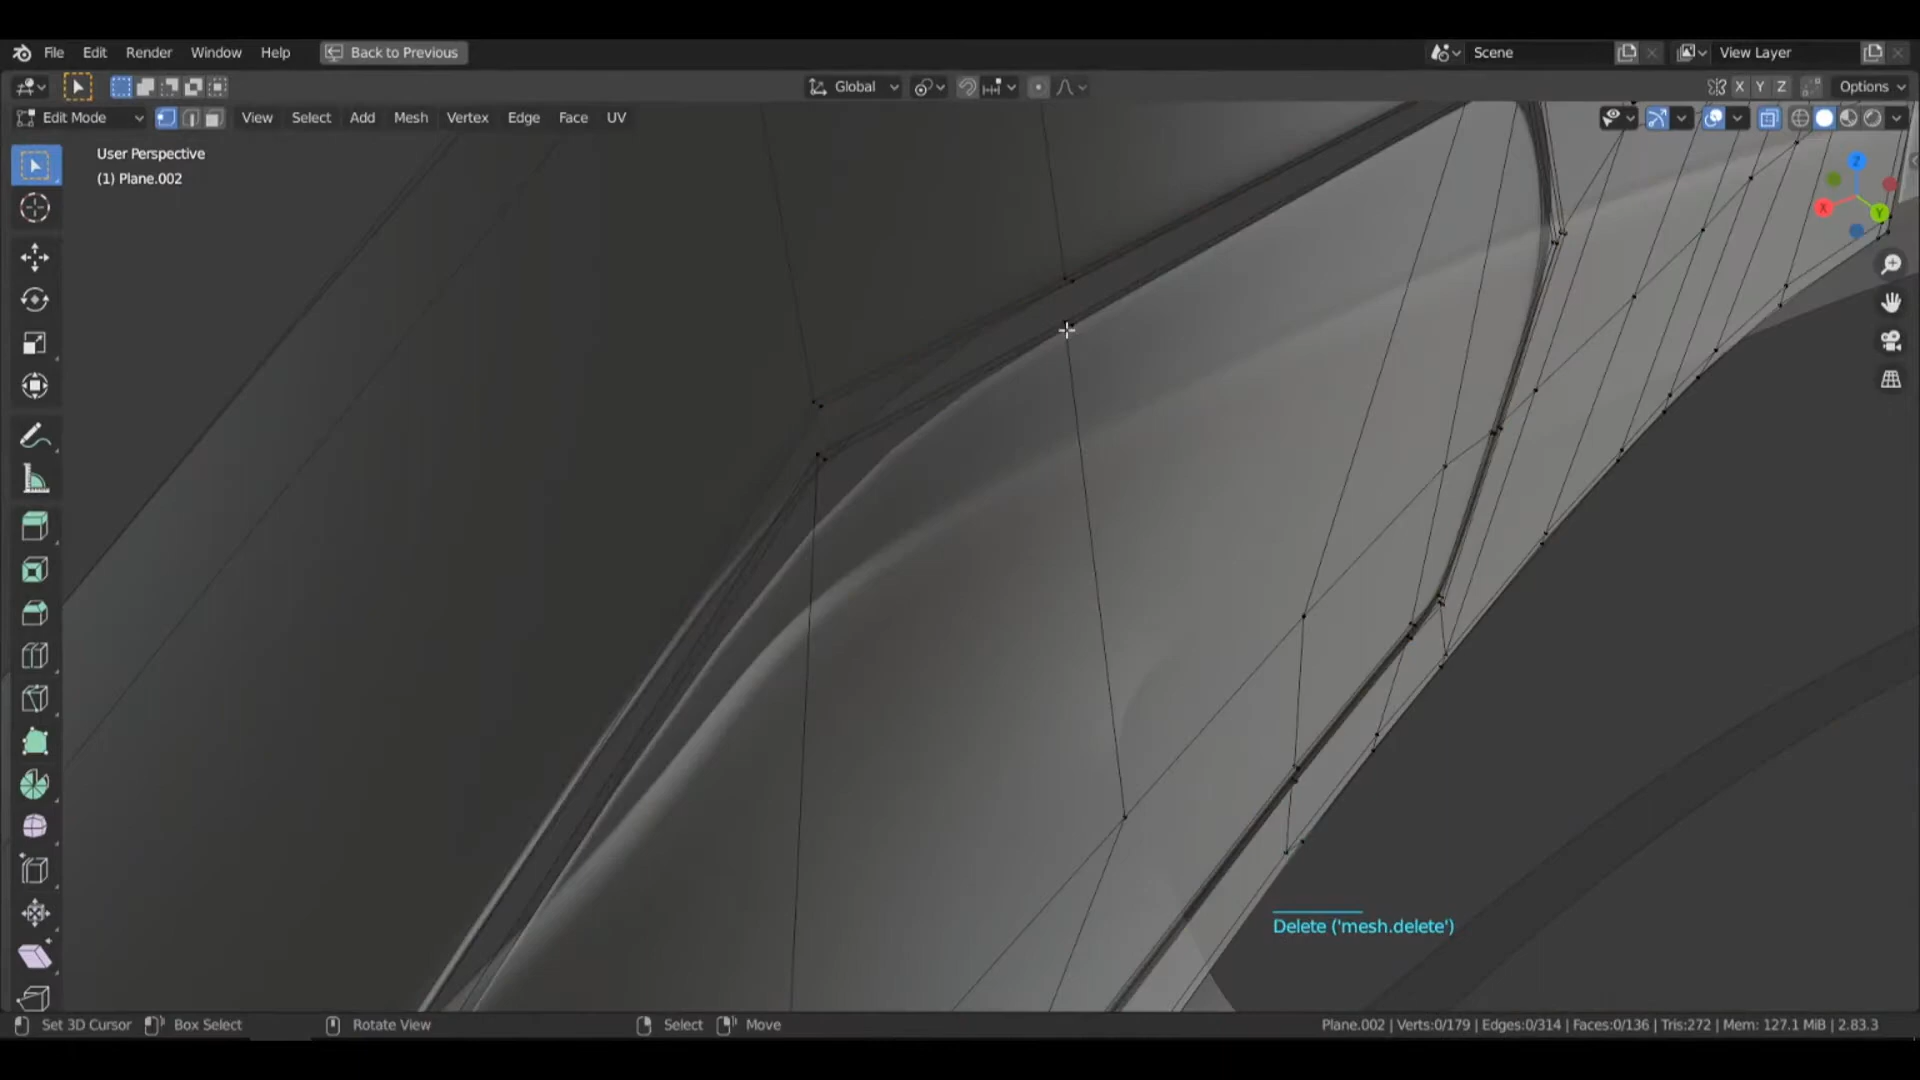 File Edit Render Window Help Back to Previous Scene View Layer
Global X Y Z Options
Edit Mode View Select Add Mesh Vertex Edge Face UV
User Perspective
(1) Plane.002
Z
X Y
Delete ('mesh.delete')
Set 3D Cursor Box Select Rotate View Select Move Plane.002 | Verts:0/179 | Edges:0/314 | Faces:0/136 | Tris:272 | Mem: 127.1 MiB | 2.83.3